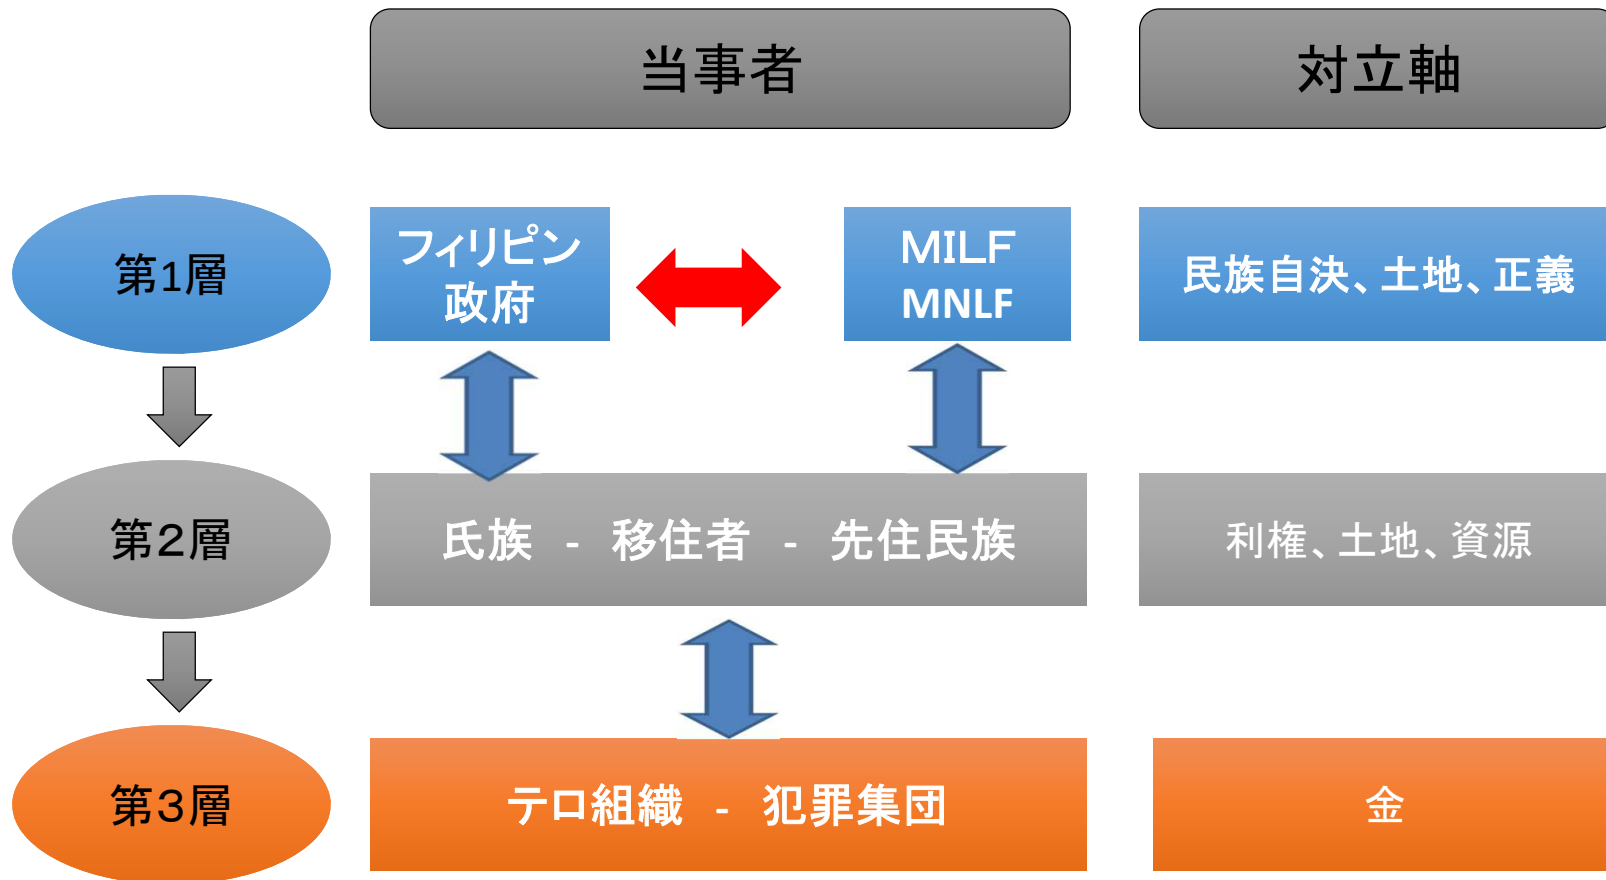 当事者
対立軸
第1層
フィリピン
政府
MILF
MNLF
民族自決、土地、正義
第２層
氏族 - 移住者 - 先住民族
利権、土地、資源
第３層
テロ組織 - 犯罪集団
金